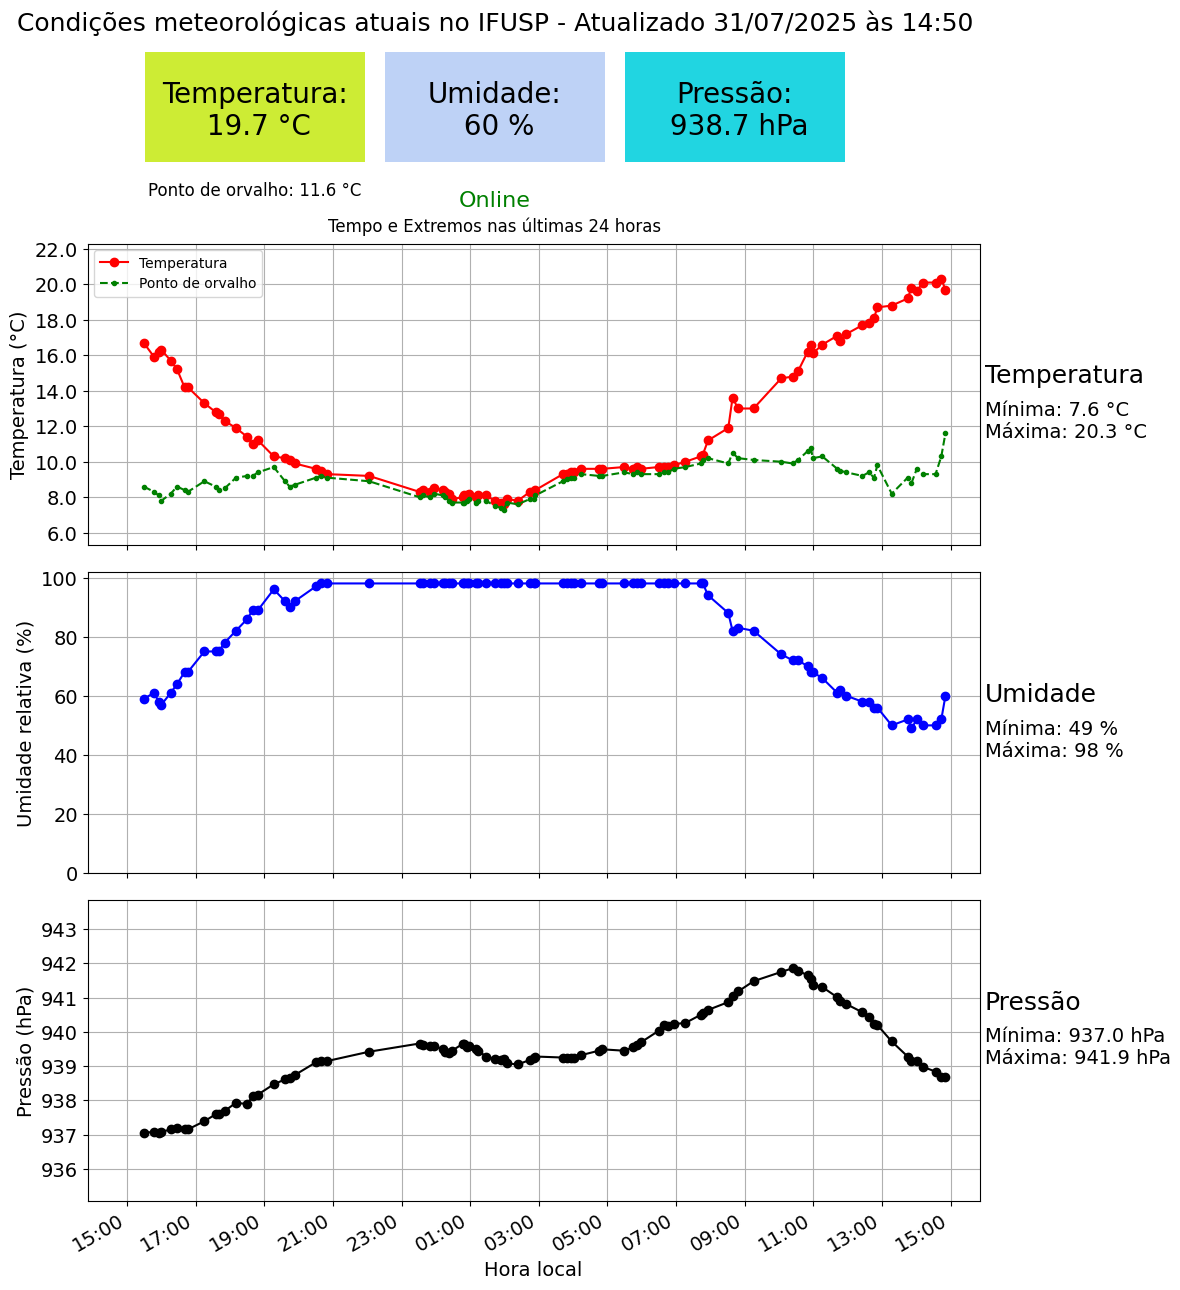 Condições meteorológicas atuais no IFUSP - Atualizado 31/07/2025 às 14:50
Temperatura:
19.7 °C
Umidade:
60 %
Pressão:
938.7 hPa
Ponto de orvalho: 11.6 °C
Online
Tempo e Extremos nas últimas 24 horas
Temperatura (°C)
22.0
20.0
18.0
16.0
14.0
12.0
10.0
8.0
6.0
Temperatura
Ponto de orvalho
Temperatura
Mínima: 7.6 °C
Máxima: 20.3 °C
Umidade relativa (%)
100
80
60
40
20
0
Umidade
Mínima: 49 %
Máxima: 98 %
Pressão (hPa)
943
942
941
940
939
938
937
936
Pressão
Mínima: 937.0 hPa
Máxima: 941.9 hPa
15:00 17:00 19:00 21:00 23:00 01:00 03:00 05:00 07:00 09:00 11:00 13:00 15:00
Hora local